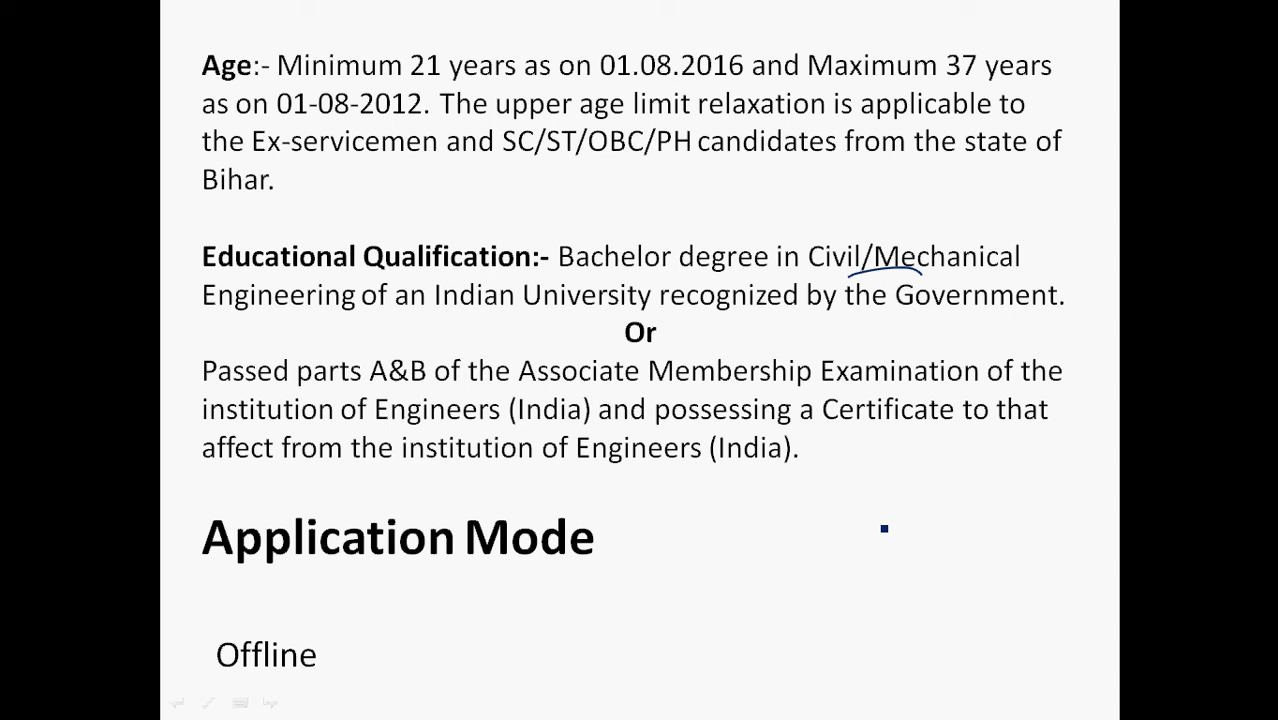 Age:- Minimum 21 years as on 01.08.2016 and Maximum 37 years
as on 01-08-2012. The upper age limit relaxation is applicable to
the Ex-servicemen and SC/ST/OBC/PH candidates from the state of
Bihar.
Educational Qualification:- Bachelor degree in Civil/Mechanical
Engineering of an Indian University recognized by the Government.
Or
Passed parts A&B of the Associate Membership Examination of the
institution of Engineers (India) and possessing a Certificate to that
affect from the institution of Engineers (India).
Application Mode
Offline